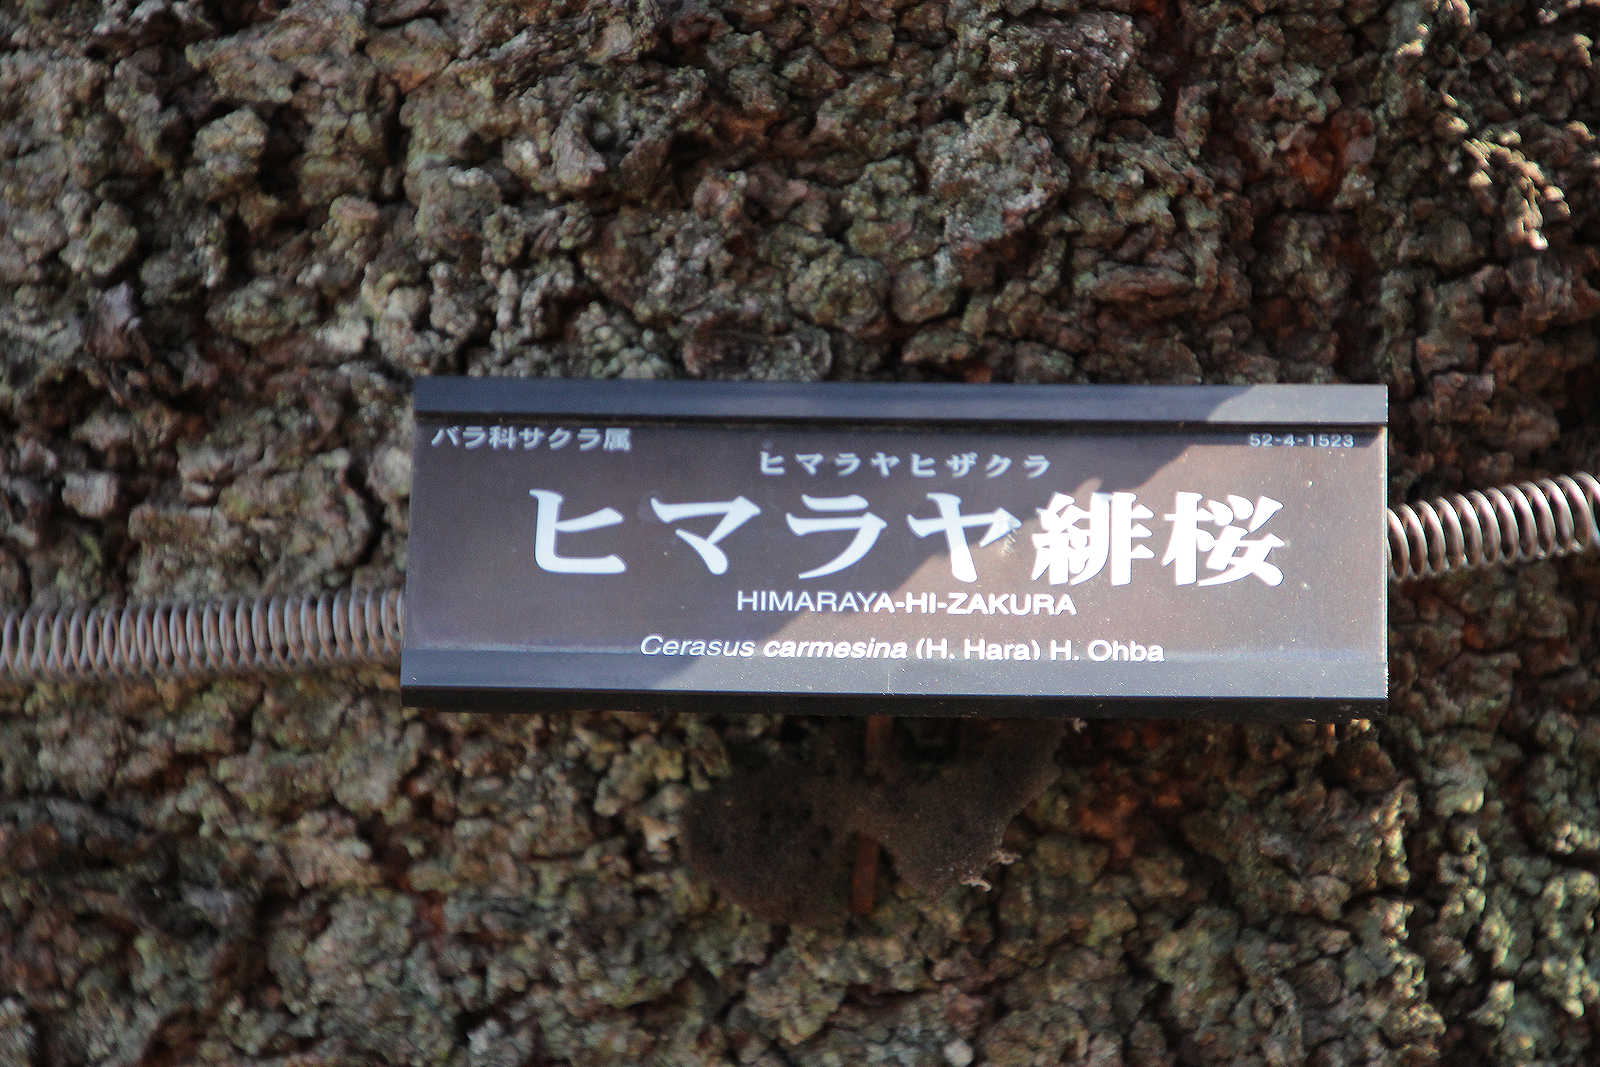 バラ科サクラ属
52-4-1523
ヒマラヤヒザクラ
ヒマラヤ緋桜
HIMARAYA-HI-ZAKURA
Cerasus carmesina (H. Hara) H. Ohba